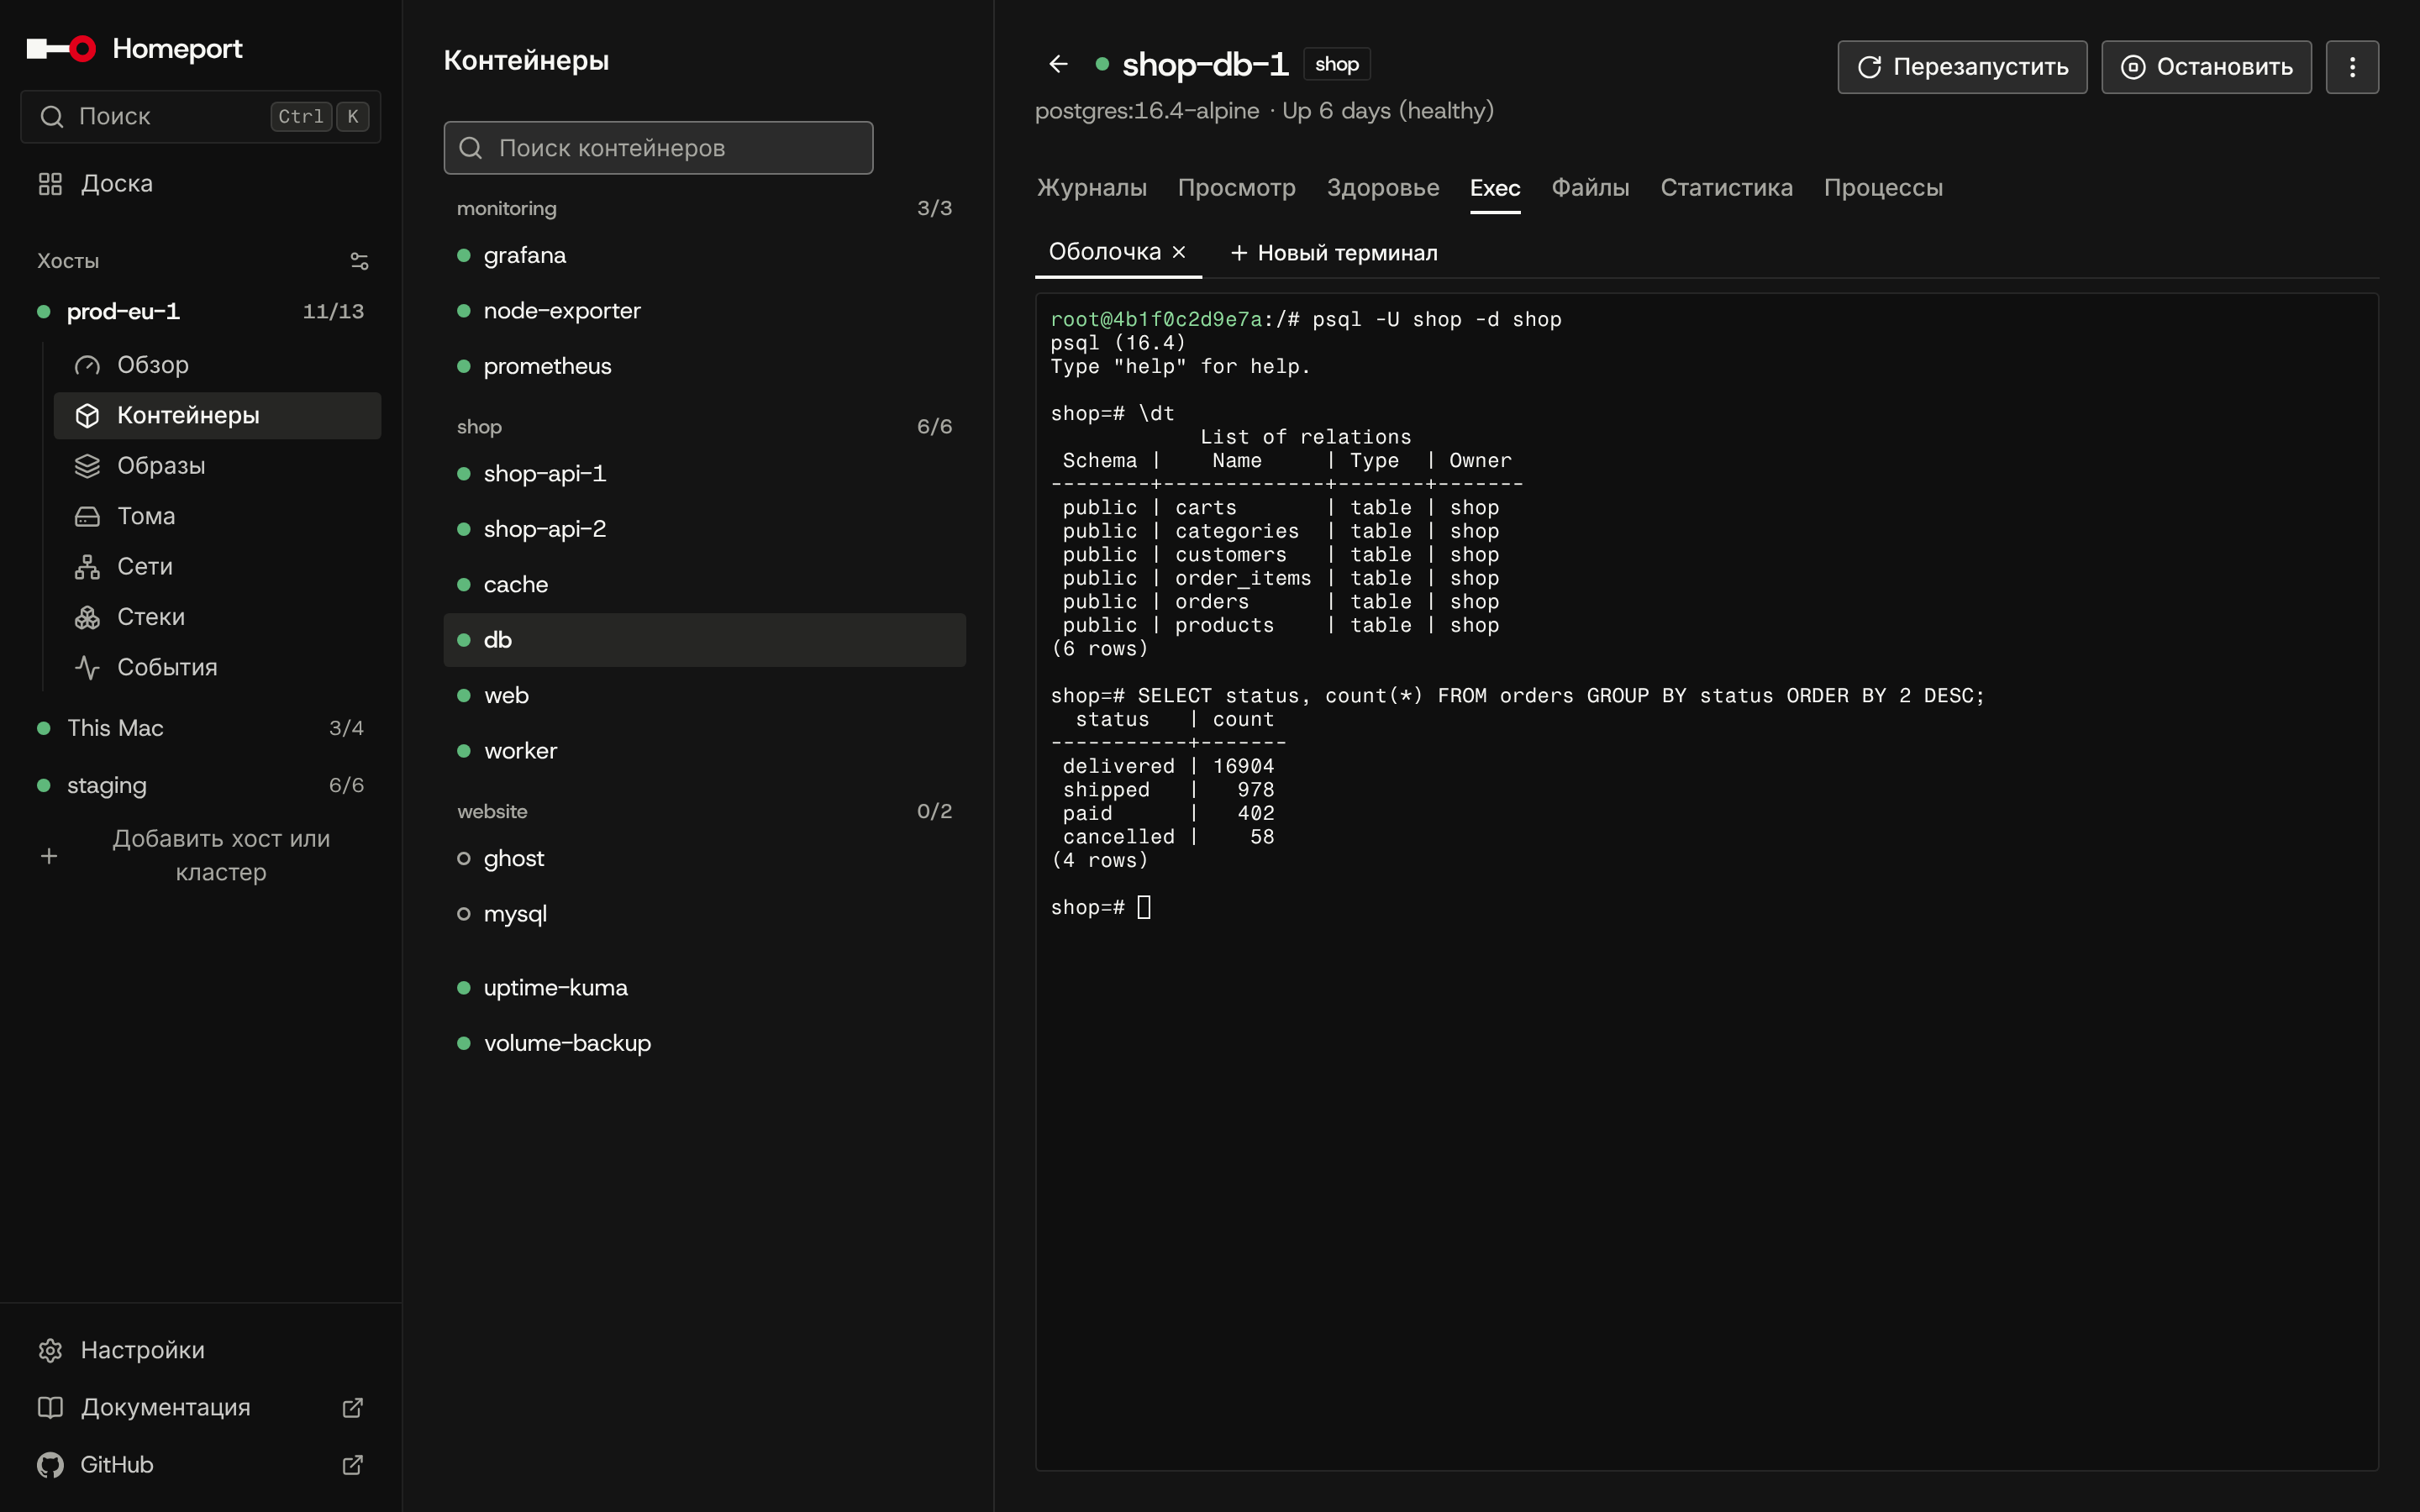 Homeport
Поиск
Ctrl K
Доска
Хосты
prod-eu-1 11/13
Обзор
Контейнеры
Образы
Тома
Сети
Стеки
События
This Mac 3/4
staging 6/6
Добавить хост или
кластер
Настройки
Документация
GitHub
Контейнеры
Поиск контейнеров
monitoring 3/3
grafana
node-exporter
prometheus
shop 6/6
shop-api-1
shop-api-2
cache
db
web
worker
website 0/2
ghost
mysql
uptime-kuma
volume-backup
shop-db-1 shop
Перезапустить
Остановить
postgres:16.4-alpine · Up 6 days (healthy)
Журналы Просмотр Здоровье Exec Файлы Статистика Процессы
Оболочка × + Новый терминал
root@4b1f0c2d9e7a:/# psql -U shop -d shop
psql (16.4)
Type "help" for help.
shop=# \dt
List of relations
Schema | Name | Type | Owner
--------+-------------+-------+-------
public | carts | table | shop
public | categories | table | shop
public | customers | table | shop
public | order_items | table | shop
public | orders | table | shop
public | products | table | shop
(6 rows)
shop=# SELECT status, count(*) FROM orders GROUP BY status ORDER BY 2 DESC;
status | count
-----------+-------
delivered | 16904
shipped | 978
paid | 402
cancelled | 58
(4 rows)
shop=#